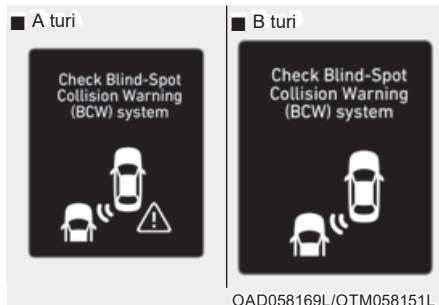 ■ A turi
Check Blind-Spot
Collision Warning
(BCW) system
■ B turi
Check Blind-Spot
Collision Warning
(BCW) system
OAD058169L/OTM058151L